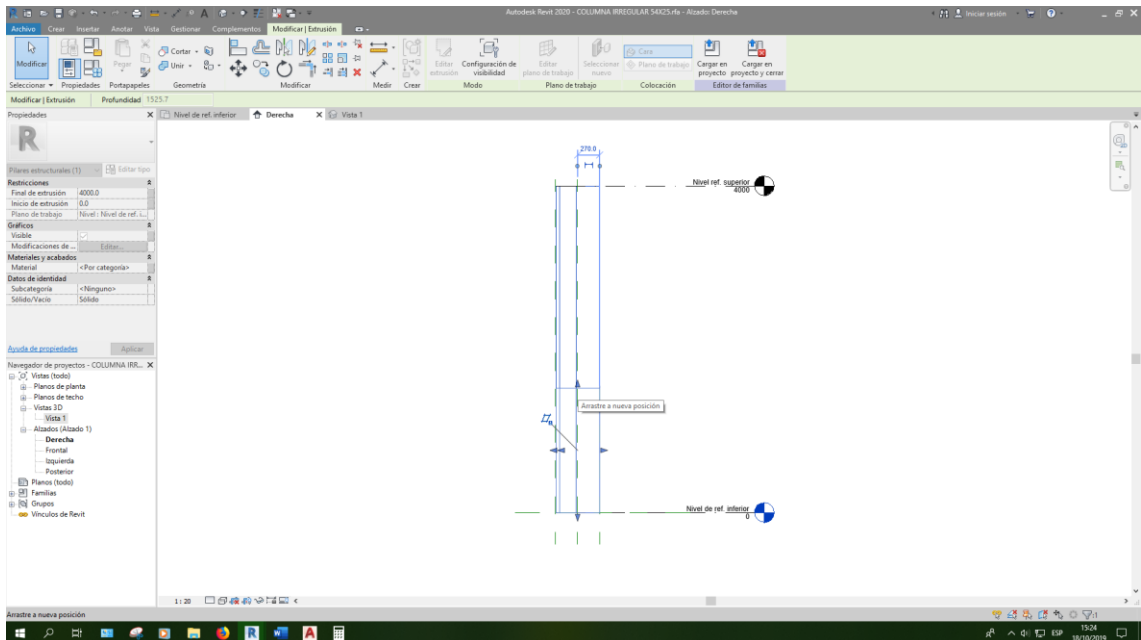 Autodesk Revit 2020 - COLUMNA IRREGULAR 54X25.rfa - Alzado: Derecha
Iniciar sesión
Archivo Crear Insertar Anotar Vista Gestionar Complementos Modificar | Extrusión
Modificar
Pegar
Cortar
Unir
Editar extrusión
Configuración de visibilidad
Editar plano de trabajo
Seleccionar nuevo
Cara
Plano de trabajo
Cargar en proyecto
Cargar en proyecto y cerrar
Seleccionar Propiedades Portapapeles Geometría Modificar Medir Crear Modo Plano de trabajo Colocación Editor de familias
Modificar | Extrusión Profundidad 1525.7
Propiedades
Nivel de ref. inferior Derecha Vista 1
R
Pilares estructurales (1) Editar tipo
Restricciones
Final de extrusión 4000.0
Inicio de extrusión 0.0
Plano de trabajo Nivel : Nivel de ref. i...
Gráficos
Visible
Modificaciones de ... Editar...
Materiales y acabados
Material <Por categoría>
Datos de identidad
Subcategoría <Ninguno>
Sólido/Vacío Sólido
Ayuda de propiedades Aplicar
Navegador de proyectos - COLUMNA IRR...
Vistas (todo)
Planos de planta
Planos de techo
Vistas 3D
Vista 1
Alzados (Alzado 1)
Derecha
Frontal
Izquierda
Posterior
Planos (todo)
Familias
Grupos
Vínculos de Revit
270.0
Nivel ref. superior
4000
Arrastre a nueva posición
Nivel de ref. inferior
0
1 : 20
Arrastre a nueva posición
:1
ESP
15:24
18/10/2019